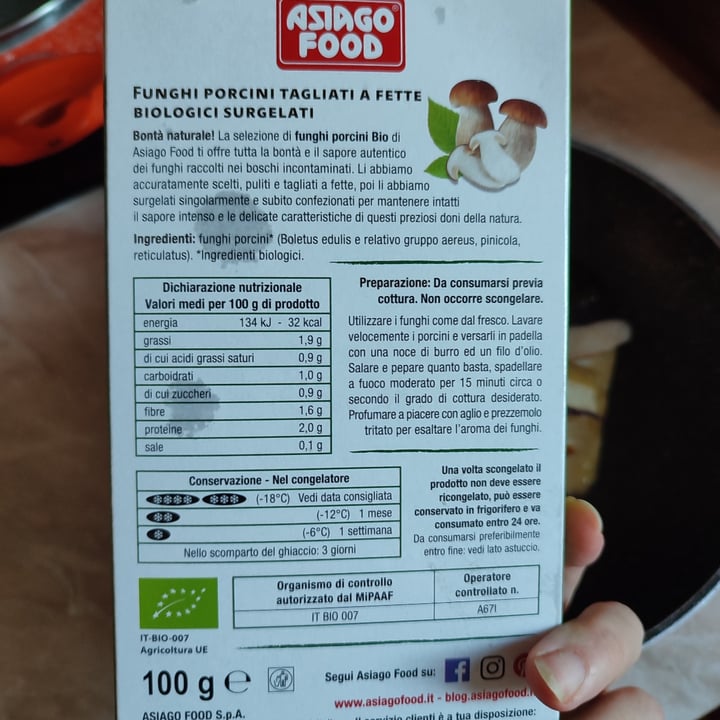 ASIAGO
FOOD
FUNGHI PORCINI TAGLIATI A FETTE
BIOLOGICI SURGELATI
Bontà naturale! La selezione di funghi porcini Bio di
Asiago Food ti offre tutta la bontà e il sapore autentico
dei funghi raccolti nei boschi incontaminati. Li abbiamo
accuratamente scelti, puliti e tagliati a fette, poi li abbiamo
surgelati singolarmente e subito confezionati per mantenere intatti
il sapore intenso e le delicate caratteristiche di questi preziosi doni della natura.
Ingredienti: funghi porcini* (Boletus edulis e relativo gruppo aereus, pinicola,
reticulatus). *Ingredienti biologici.
Dichiarazione nutrizionale
Valori medi per 100 g di prodotto
energia 134 kJ - 32 kcal
grassi 1,9 g
di cui acidi grassi saturi 0,9 g
carboidrati 1,0 g
di cui zuccheri 0,9 g
fibre 1,6 g
proteine 2,0 g
sale 0,1 g
Preparazione: Da consumarsi previa
cottura. Non occorre scongelare.
Utilizzare i funghi come dal fresco. Lavare
velocemente i porcini e versarli in padella
con una noce di burro ed un filo d'olio.
Salare e pepare quanto basta, spadellare
a fuoco moderato per 15 minuti circa o
secondo il grado di cottura desiderato.
Profumare a piacere con aglio e prezzemolo
tritato per esaltare l'aroma dei funghi.
Conservazione - Nel congelatore
(-18°C) Vedi data consigliata
(-12°C) 1 mese
(-6°C) 1 settimana
Nello scomparto del ghiaccio: 3 giorni
Una volta scongelato il
prodotto non deve essere
ricongelato, può essere
conservato in frigorifero e va
consumato entro 24 ore.
Da consumarsi preferibilmente
entro fine: vedi lato astuccio.
IT-BIO-007
Agricoltura UE
Organismo di controllo
autorizzato dal MiPAAF
IT BIO 007
Operatore
controllato n.
A67I
100 g e
Segui Asiago Food su:
www.asiagofood.it - blog.asiagofood.
ASIAGO FOOD S.p.A.
servizio clienti è a tua disposizione: